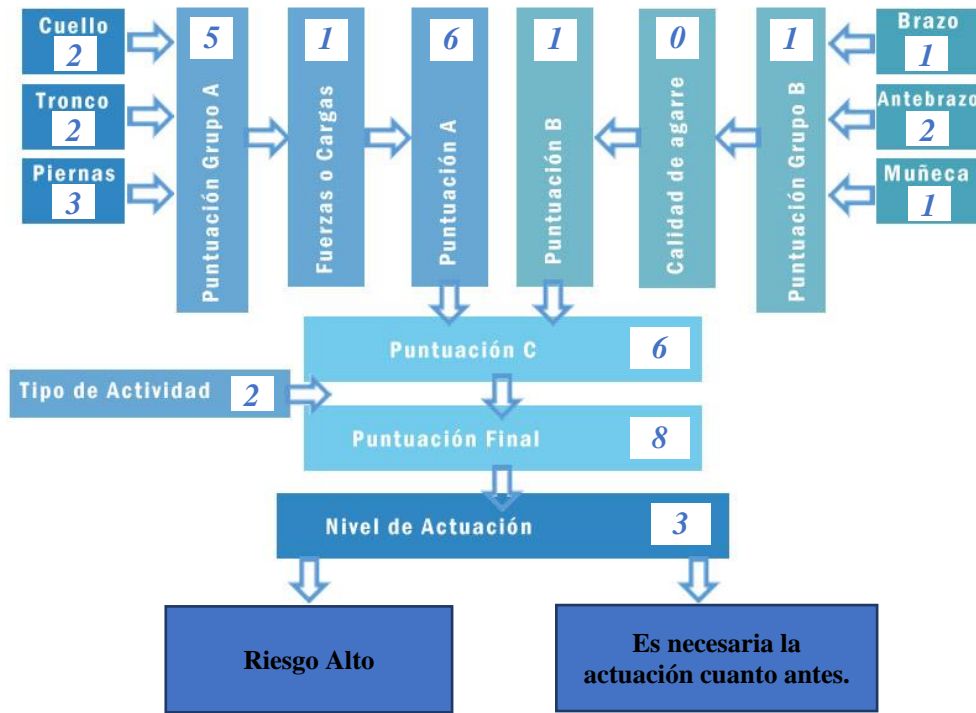 Cuello
2
Tronco
2
Piernas
3
5
Puntuación Grupo A
1
Fuerzas o Cargas
6
Puntuación A
1
Puntuación B
0
Calidad de agarre
1
Puntuación Grupo B
Brazo
1
Antebrazo
2
Muñeca
1
Puntuación C 6
Tipo de Actividad 2
Puntuación Final 8
Nivel de Actuación 3
Riesgo Alto
Es necesaria la
actuación cuanto antes.